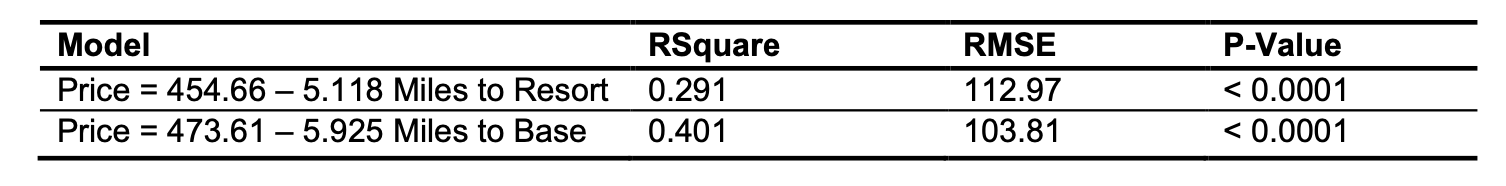 Model RSquare RMSE P-Value
Price = 454.66 – 5.118 Miles to Resort 0.291 112.97 < 0.0001
Price = 473.61 – 5.925 Miles to Base 0.401 103.81 < 0.0001